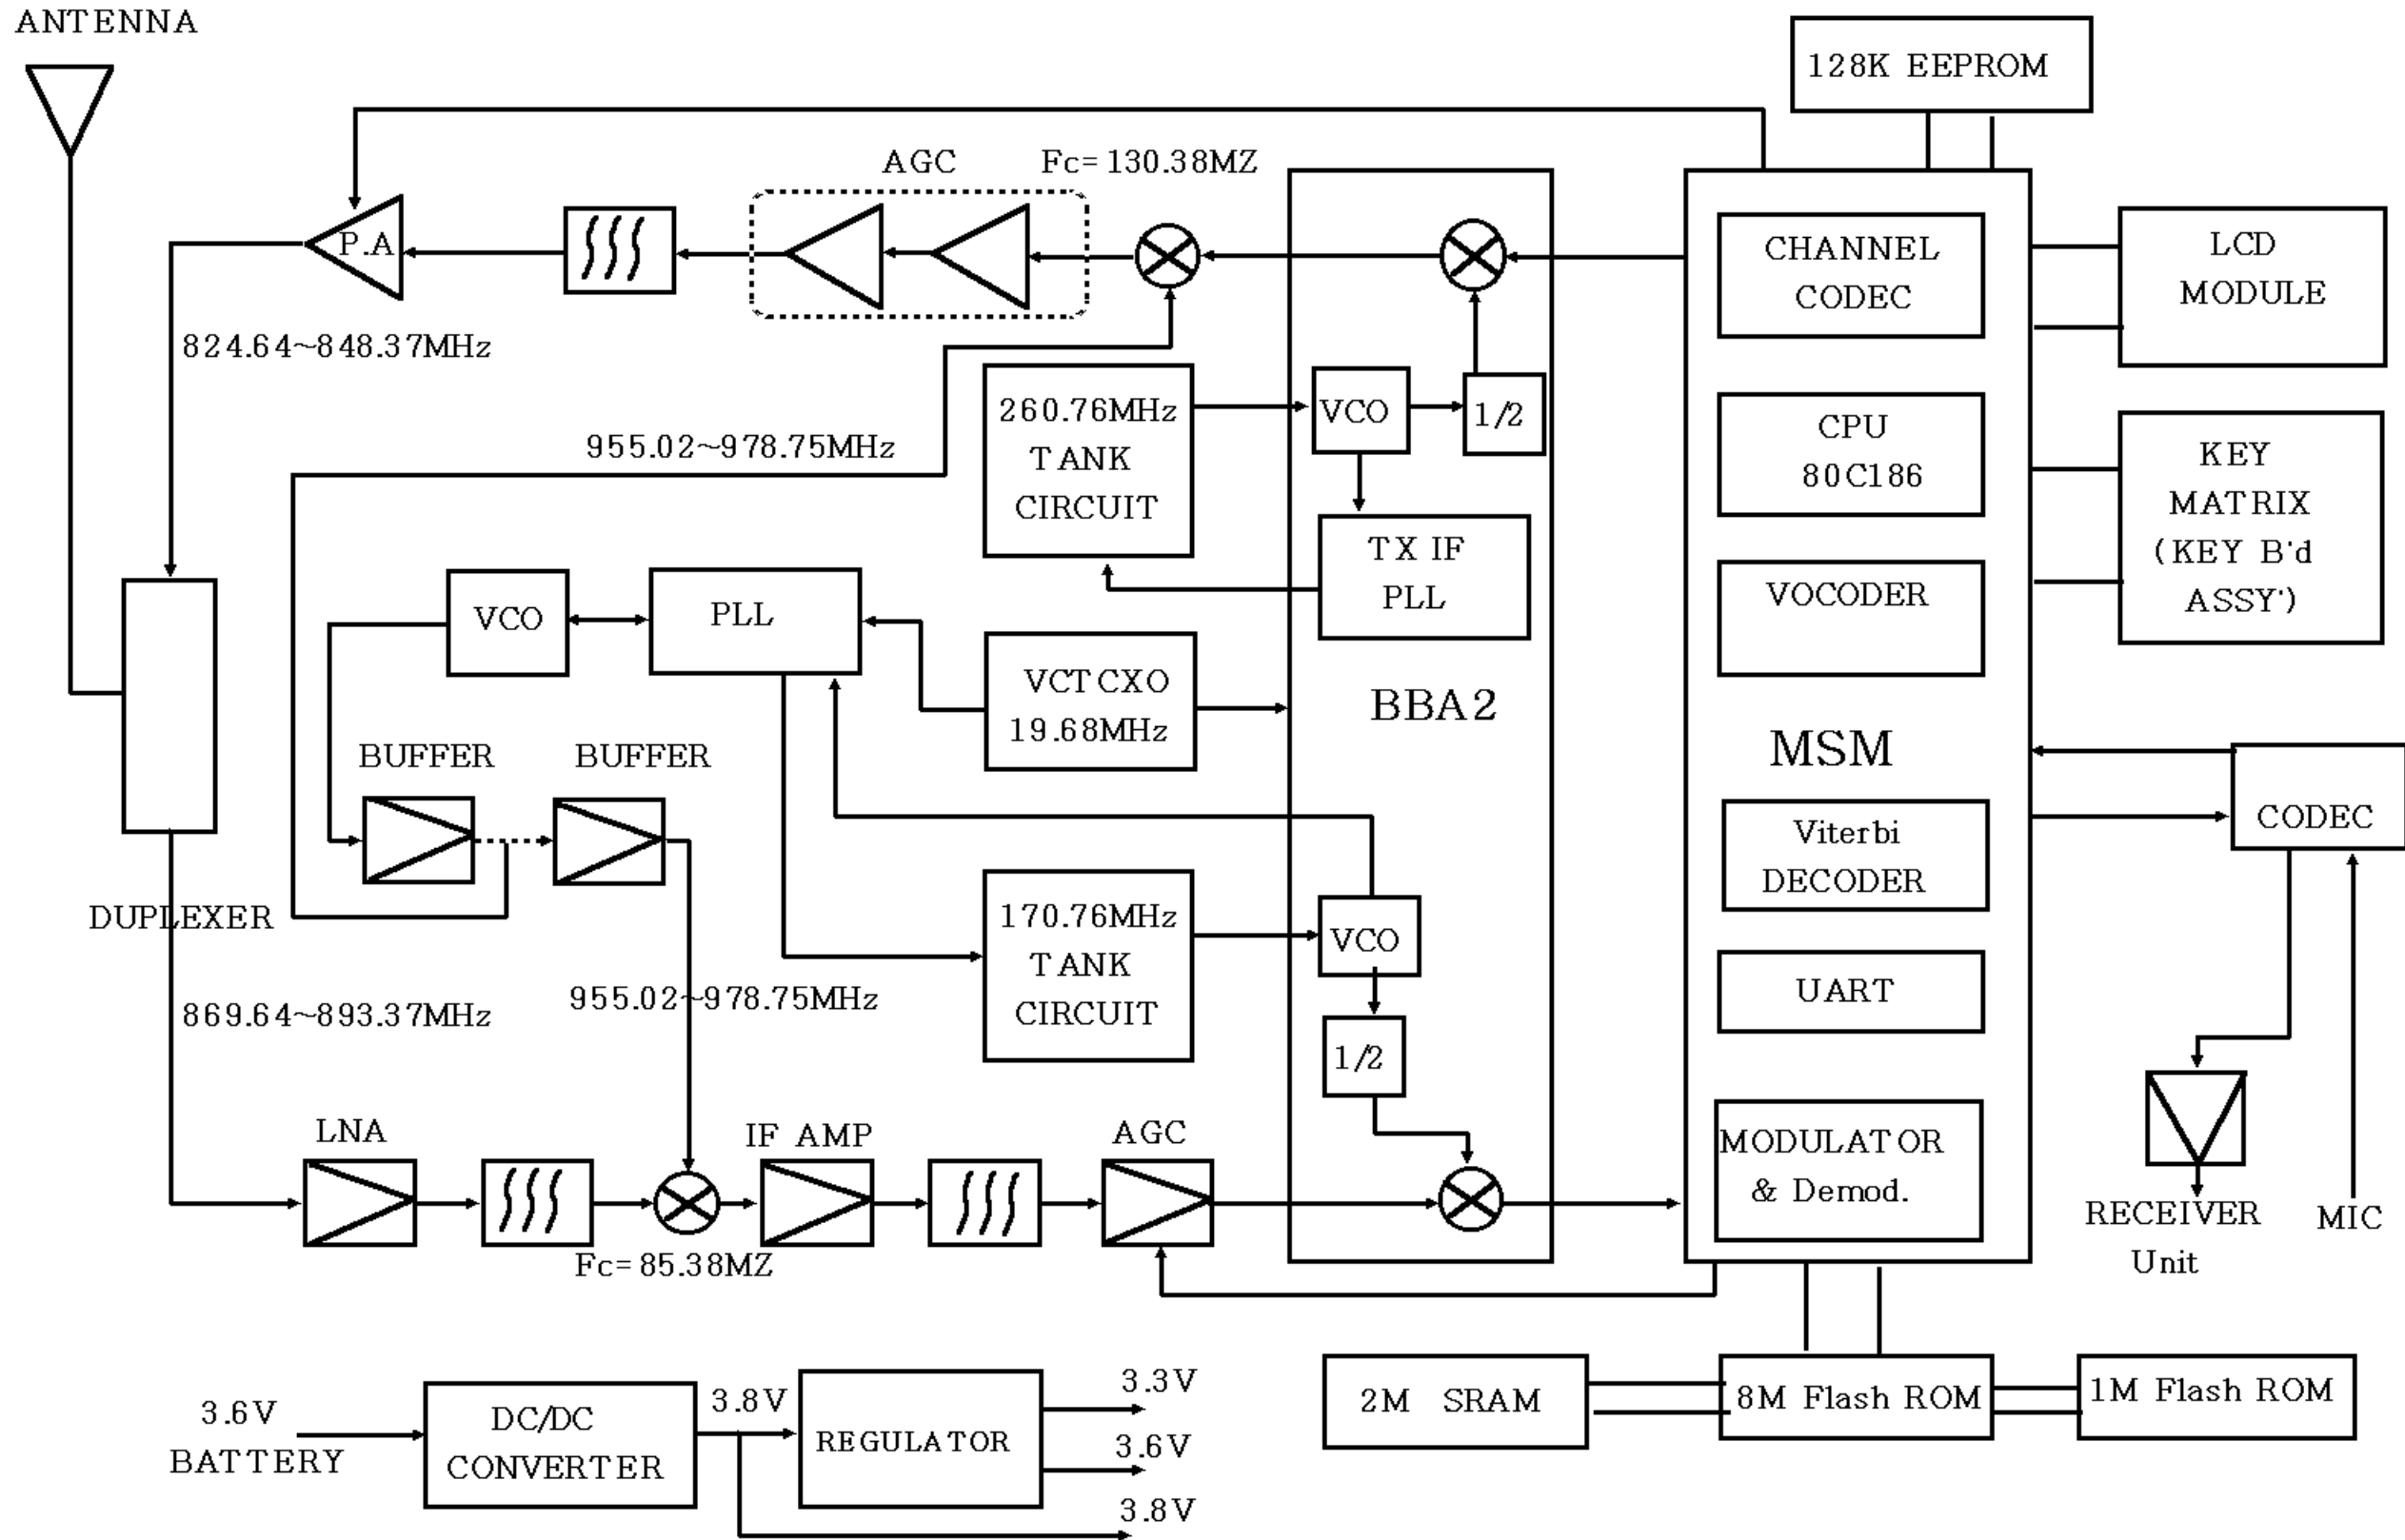 ANTENNA
128K EEPROM
AGC
Fc=130.38MZ
P.A
CHANNEL
CODEC
LCD
MODULE
824.64~848.37MHz
955.02~978.75MHz
260.76MHz
TANK
CIRCUIT
VCO
1/2
CPU
80C186
KEY
MATRIX
(KEY B'd
ASSY')
TX IF
PLL
VCO
PLL
VOCODER
VCTCXO
19.68MHz
BBA2
MSM
BUFFER
BUFFER
CODEC
Viterbi
DECODER
DUPLEXER
170.76MHz
TANK
CIRCUIT
VCO
UART
869.64~893.37MHz
955.02~978.75MHz
1/2
LNA
IF AMP
AGC
MODULATOR
& Demod.
RECEIVER
Unit
MIC
Fc=85.38MZ
3.6V
BATTERY
DC/DC
CONVERTER
3.8V
REGULATOR
3.3V
3.6V
3.8V
2M SRAM
8M Flash ROM
1M Flash ROM